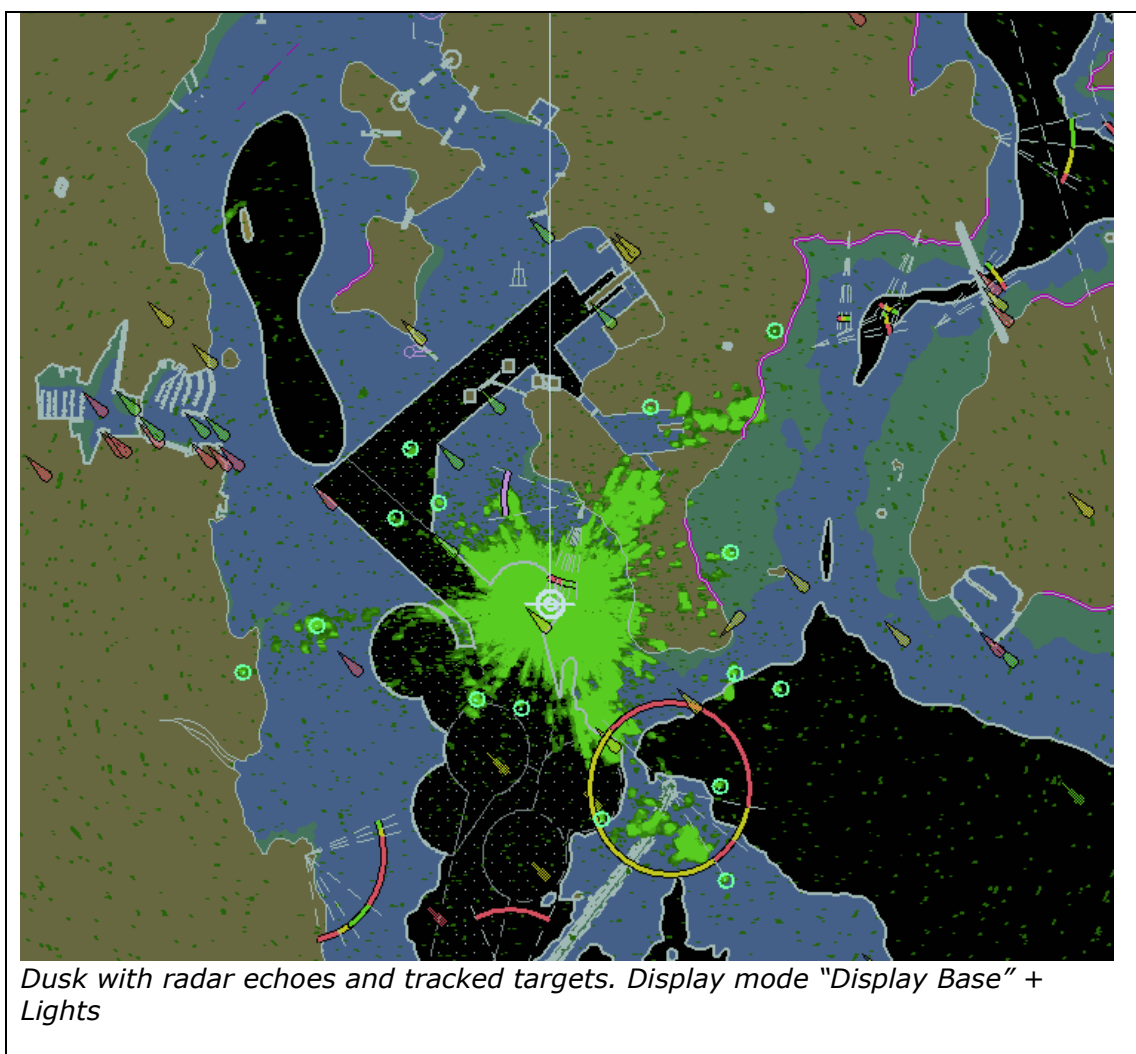 Dusk with radar echoes and tracked targets. Display mode “Display Base” +
Lights